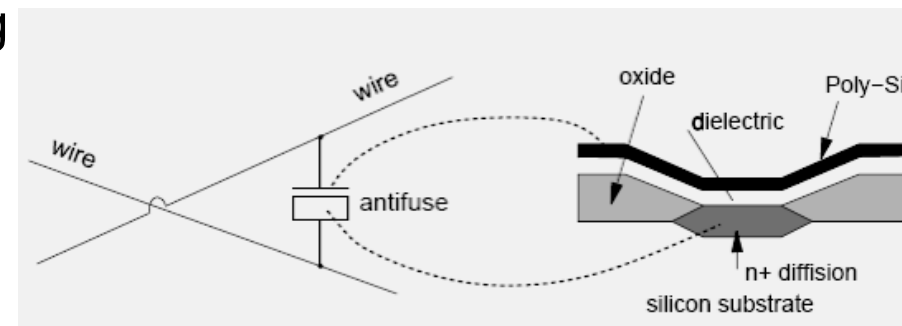 g
wire
wire
antifuse
oxide
Poly-Si
dielectric
n+ diffision
silicon substrate